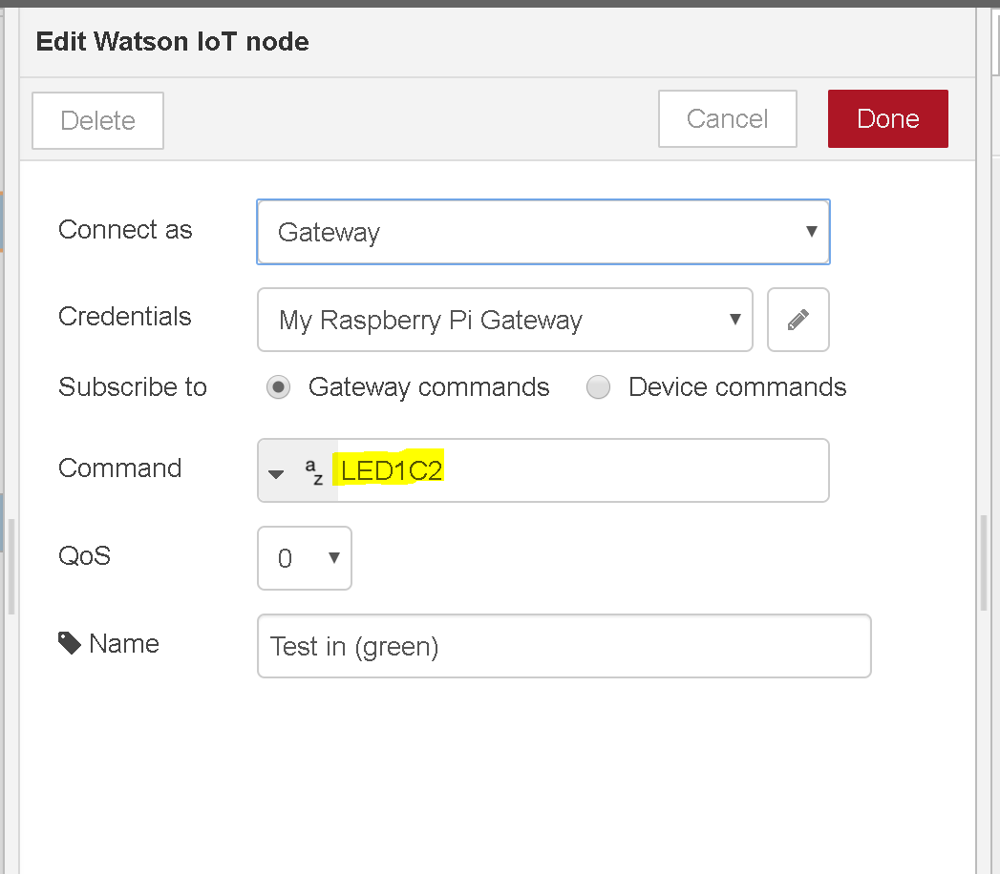 Edit Watson IoT node
Delete
Cancel
Done
Connect as
Gateway
Credentials
My Raspberry Pi Gateway
Subscribe to
Gateway commands
Device commands
Command
a
z
LED1C2
QoS
0
Name
Test in (green)